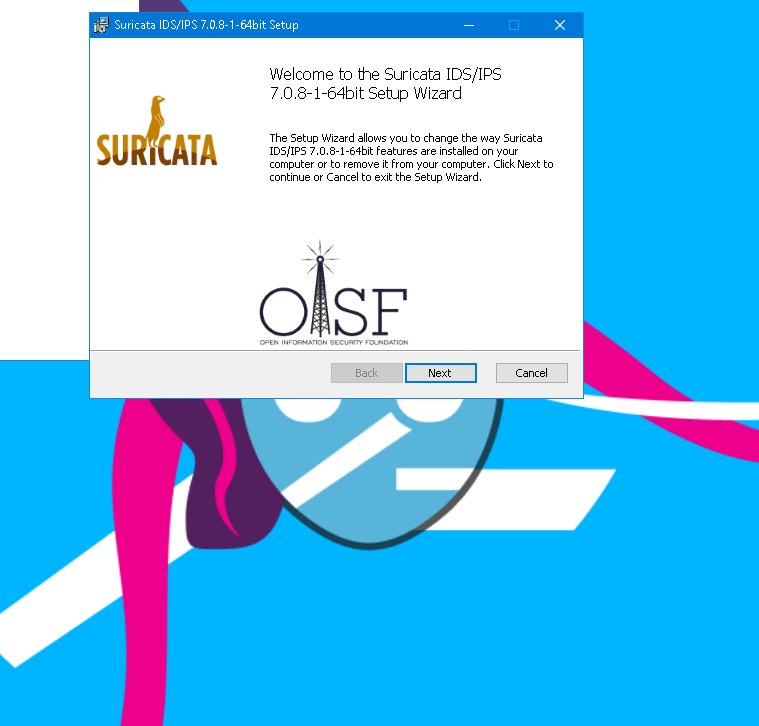 Suricata IDS/IPS 7.0.8-1-64bit Setup
Welcome to the Suricata IDS/IPS
7.0.8-1-64bit Setup Wizard
SURICATA
The Setup Wizard allows you to change the way Suricata
IDS/IPS 7.0.8-1-64bit features are installed on your
computer or to remove it from your computer. Click Next to
continue or Cancel to exit the Setup Wizard.
OISF
OPEN INFORMATION SECURITY FOUNDATION
Back
Next
Cancel